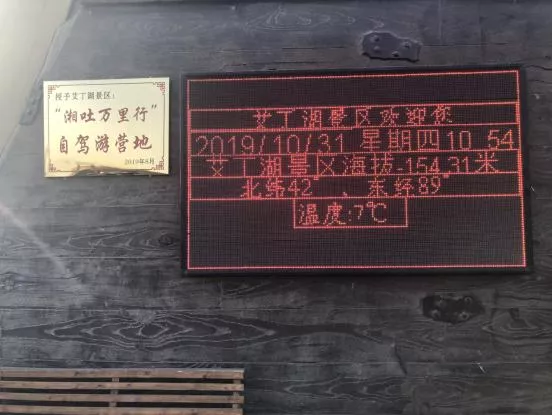 授予艾丁湖景区:
“湘吐万里行”
自驾游营地
2019年8月
艾丁湖景区欢迎您
2019/10/31 星期四10 54
艾丁湖景区海拔-154.31米
北纬42° 、东经89°
温度:7℃